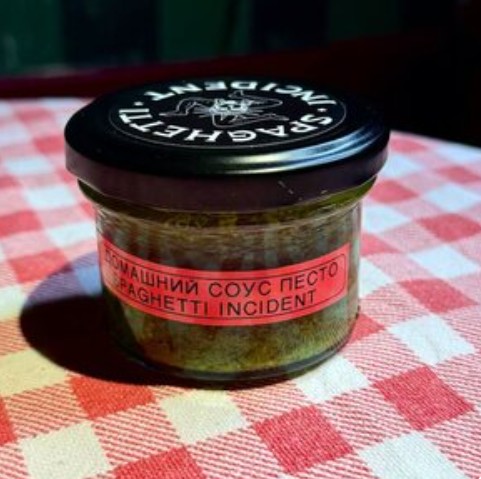 SPAGHETTI · INCIDENT ·
ДОМАШНИЙ СОУС ПЕСТО
SPAGHETTI INCIDENT